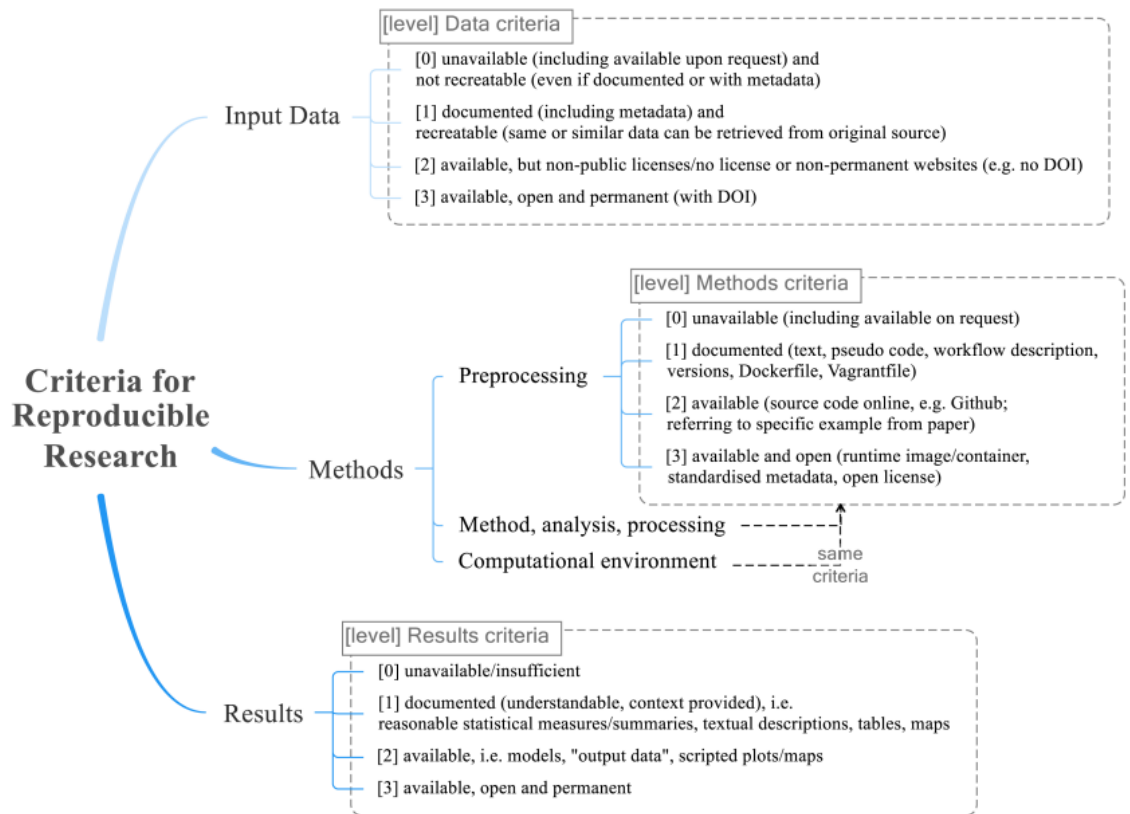 [level] Data criteria
[0] unavailable (including available upon request) and
not recreatable (even if documented or with metadata)
Input Data
[1] documented (including metadata) and
recreatable (same or similar data can be retrieved from original source)
[2] available, but non-public licenses/no license or non-permanent websites (e.g. no DOI)
[3] available, open and permanent (with DOI)
[level] Methods criteria
[0] unavailable (including available on request)
[1] documented (text, pseudo code, workflow description,
versions, Dockerfile, Vagrantfile)
Preprocessing
[2] available (source code online, e.g. Github;
referring to specific example from paper)
[3] available and open (runtime image/container,
standardised metadata, open license)
Criteria for
Reproducible
Research
Methods
Method, analysis, processing
Computational environment
same
criteria
[level] Results criteria
[0] unavailable/insufficient
[1] documented (understandable, context provided), i.e.
reasonable statistical measures/summaries, textual descriptions, tables, maps
Results
[2] available, i.e. models, "output data", scripted plots/maps
[3] available, open and permanent